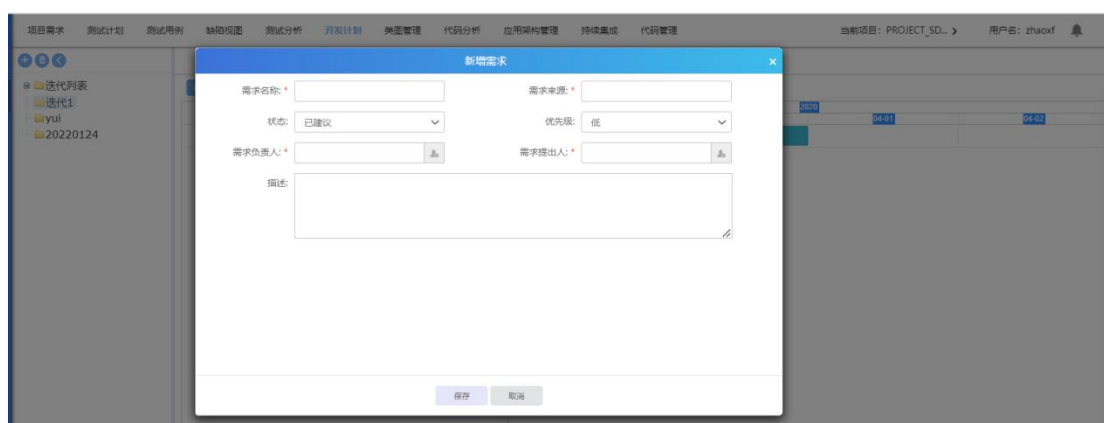 项目需求 测试计划 测试用例 缺陷视图 测试分析 开发计划 类图管理 代码分析 应用架构管理 持续集成 代码管理 当前项目: PROJECT_SD... 用户名: zhaoxf
新增需求
迭代列表
迭代1
yui
20220124
需求名称: *
需求来源: *
状态: 已建议
优先级: 低
需求负责人: *
需求提出人: *
描述:
2020
04-01 04-02
保存 取消